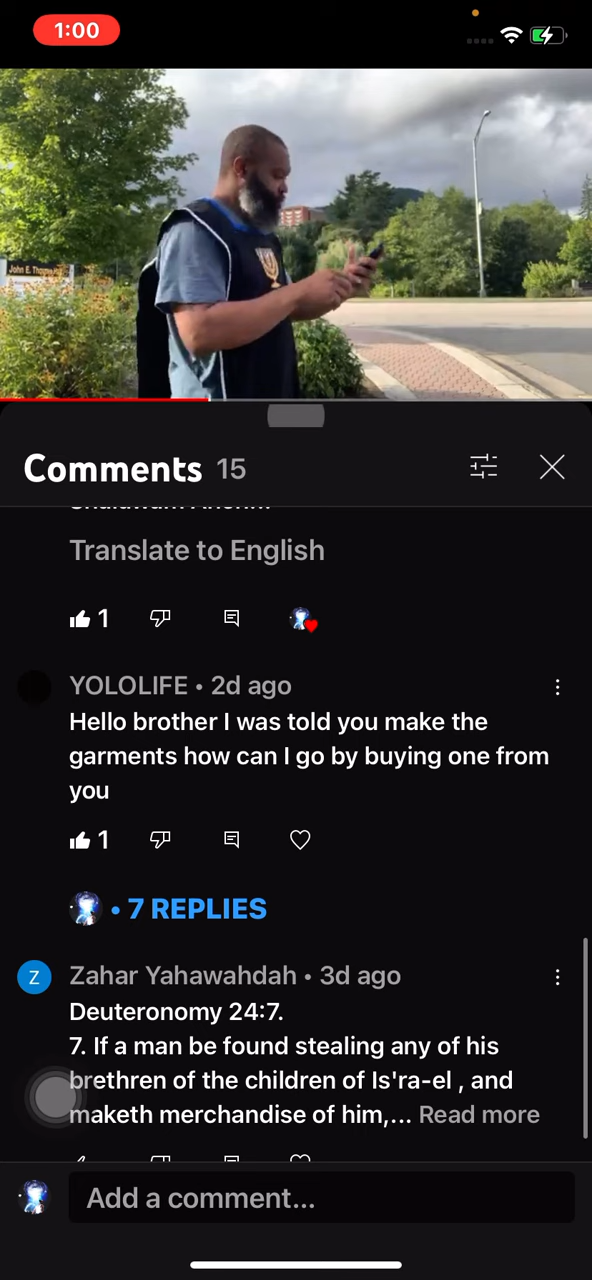 1:00
John E. Thomas
Comments 15
Translate to English
1
YOLOLIFE • 2d ago
Hello brother I was told you make the
garments how can I go by buying one from
you
1
• 7 REPLIES
Z
Zahar Yahawahdah • 3d ago
Deuteronomy 24:7.
7. If a man be found stealing any of his
brethren of the children of Is'ra-el , and
maketh merchandise of him,... Read more
Add a comment...